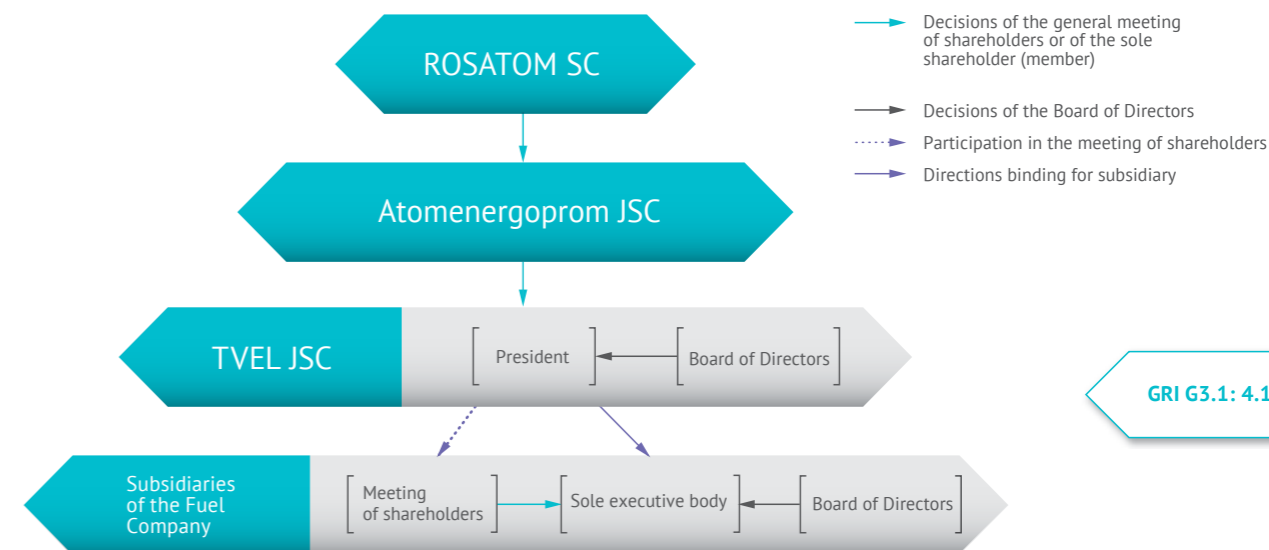 ROSATOM SC
Decisions of the general meeting
of shareholders or of the sole
shareholder (member)
Decisions of the Board of Directors
Participation in the meeting of shareholders
Directions binding for subsidiary
Atomenergoprom JSC
TVEL JSC
President
Board of Directors
GRI G3.1: 4.1
Subsidiaries
of the Fuel
Company
Meeting
of shareholders
Sole executive body
Board of Directors